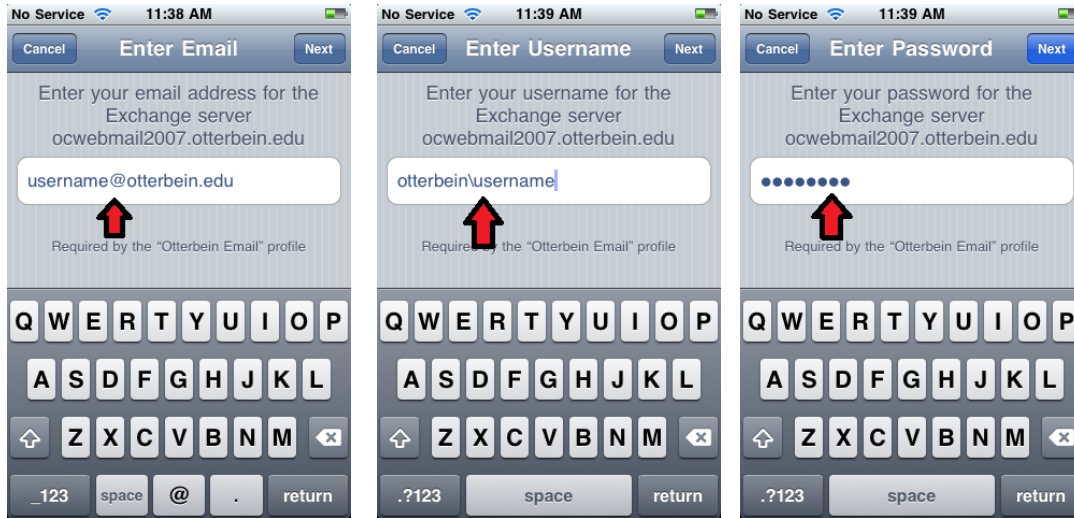 No Service 11:38 AM
Cancel Enter Email Next
Enter your email address for the
Exchange server
ocwebmail2007.otterbein.edu
username@otterbein.edu
Required by the “Otterbein Email” profile
Q W E R T Y U I O P
A S D F G H J K L
Z X C V B N M
_123 space @ . return
No Service 11:39 AM
Cancel Enter Username Next
Enter your username for the
Exchange server
ocwebmail2007.otterbein.edu
otterbein\username
Required by the “Otterbein Email” profile
Q W E R T Y U I O P
A S D F G H J K L
Z X C V B N M
.?123 space return
No Service 11:39 AM
Cancel Enter Password Next
Enter your password for the
Exchange server
ocwebmail2007.otterbein.edu
••••••••
Required by the “Otterbein Email” profile
Q W E R T Y U I O P
A S D F G H J K L
Z X C V B N M
.?123 space return